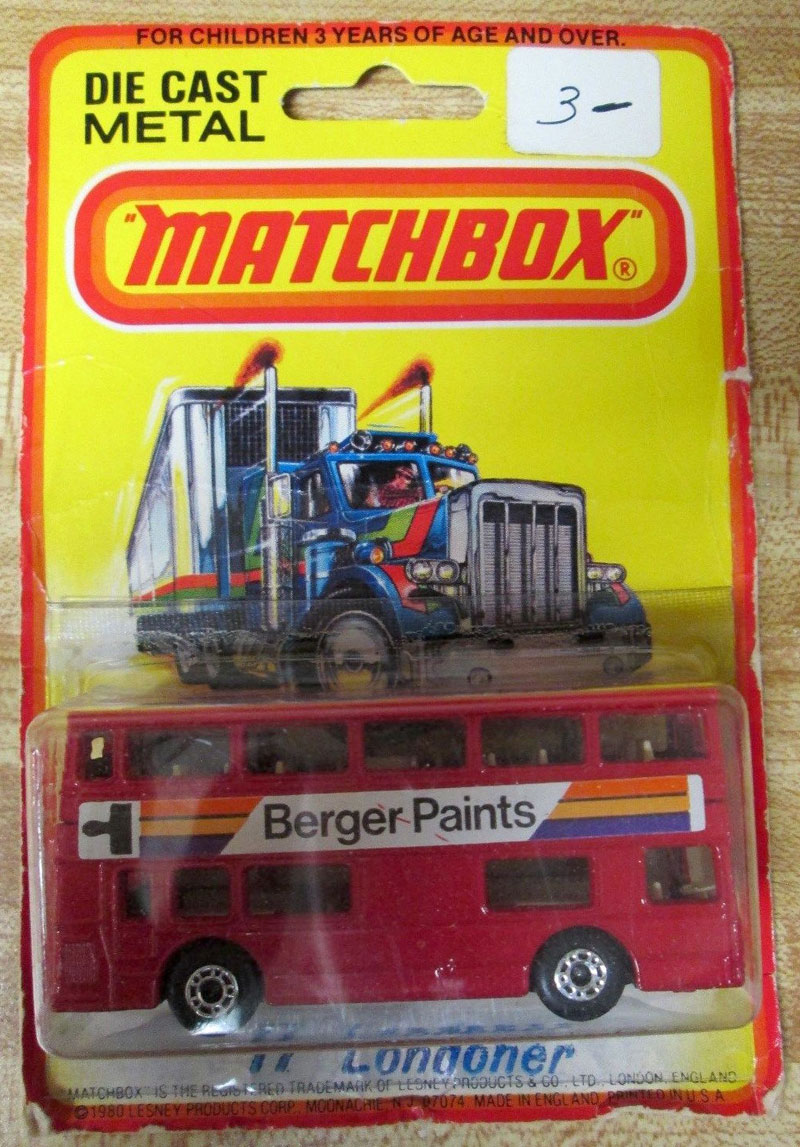 FOR CHILDREN 3 YEARS OF AGE AND OVER.
DIE CAST
METAL
3-
"MATCHBOX"®
Berger Paints
17 Londoner
"MATCHBOX" IS THE REGISTERED TRADEMARK OF LESNEY PRODUCTS & CO., LTD., LONDON, ENGLAND
©1980 LESNEY PRODUCTS CORP., MOONACHIE, N.J. 07074. MADE IN ENGLAND, PRINTED IN U.S.A.